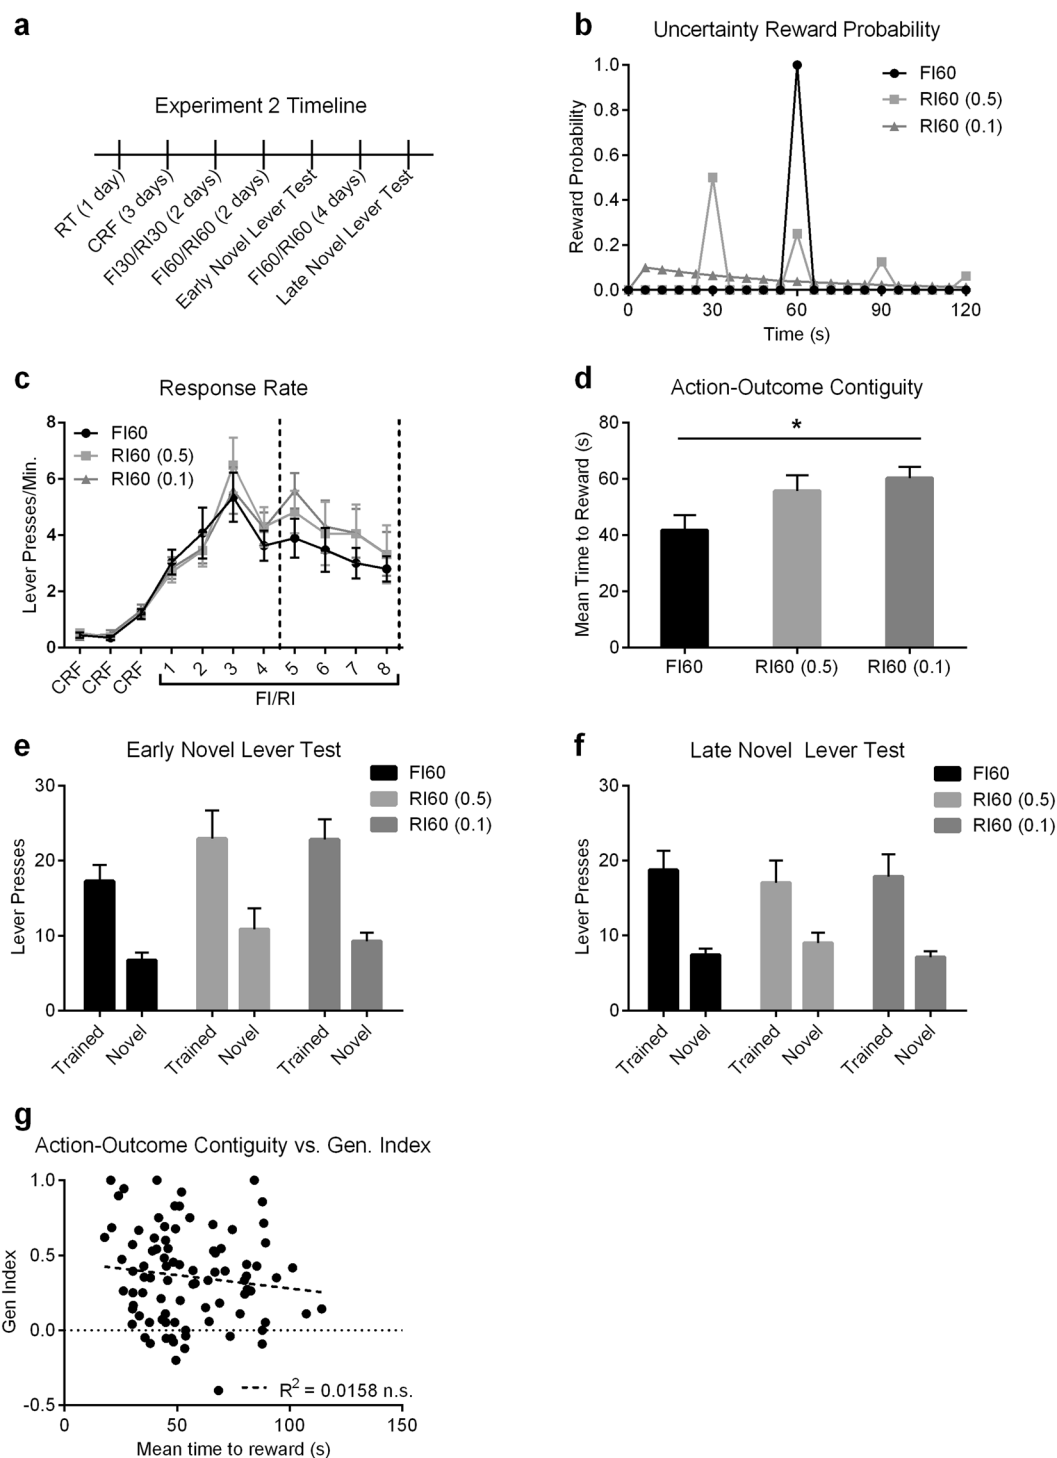 a
Experiment 2 Timeline
RT (1 day)
CRF (3 days)
FI30/RI30 (2 days)
FI60/RI60 (2 days)
Early Novel Lever Test
FI60/RI60 (4 days)
Late Novel Lever Test
b
Uncertainty Reward Probability
FI60
RI60 (0.5)
RI60 (0.1)
Reward Probability
1.0
0.8
0.6
0.4
0.2
0.0
0 30 60 90 120
Time (s)
c
Response Rate
FI60
RI60 (0.5)
RI60 (0.1)
Lever Presses/Min.
8
6
4
2
0
CRF CRF CRF 1 2 3 4 5 6 7 8
FI/RI
d
Action-Outcome Contiguity
*
Mean Time to Reward (s)
80
60
40
20
0
FI60 RI60 (0.5) RI60 (0.1)
e
Early Novel Lever Test
FI60
RI60 (0.5)
RI60 (0.1)
Lever Presses
30
20
10
0
Trained Novel Trained Novel Trained Novel
f
Late Novel Lever Test
FI60
RI60 (0.5)
RI60 (0.1)
Lever Presses
30
20
10
0
Trained Novel Trained Novel Trained Novel
g
Action-Outcome Contiguity vs. Gen. Index
Gen Index
1.0
0.5
0.0
-0.5
R² = 0.0158 n.s.
0 50 100 150
Mean time to reward (s)